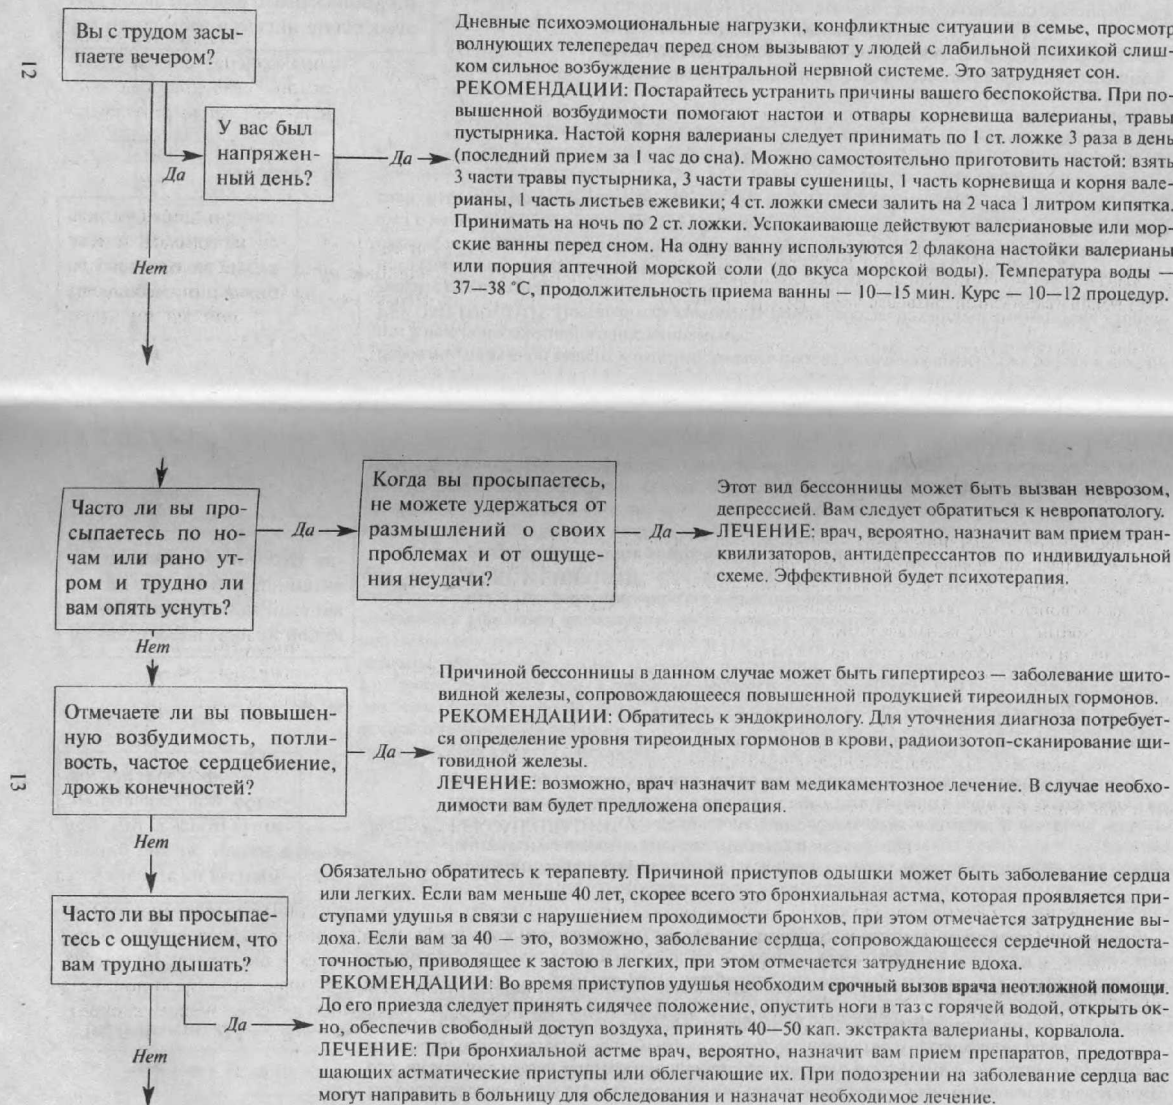 12
Вы с трудом засы-
паете вечером?
Да
У вас был
напряжен-
ный день?
Да
Дневные психоэмоциональные нагрузки, конфликтные ситуации в семье, просмотр
волнующих телепередач перед сном вызывают у людей с лабильной психикой слиш-
ком сильное возбуждение в центральной нервной системе. Это затрудняет сон.
РЕКОМЕНДАЦИИ: Постарайтесь устранить причины вашего беспокойства. При по-
вышенной возбудимости помогают настои и отвары корневища валерианы, травы
пустырника. Настой корня валерианы следует принимать по 1 ст. ложке 3 раза в день
(последний прием за 1 час до сна). Можно самостоятельно приготовить настой: взять
3 части травы пустырника, 3 части травы сушеницы, 1 часть корневища и корня вале-
рианы, 1 часть листьев ежевики; 4 ст. ложки смеси залить на 2 часа 1 литром кипятка.
Принимать на ночь по 2 ст. ложки. Успокаивающе действуют валериановые или мор-
ские ванны перед сном. На одну ванну используются 2 флакона настойки валерианы
или порция аптечной морской соли (до вкуса морской воды). Температура воды —
37—38 °С, продолжительность приема ванны — 10—15 мин. Курс — 10—12 процедур.
Нет
13
Часто ли вы про-
сыпаетесь по но-
чам или рано ут-
ром и трудно ли
вам опять уснуть?
Да
Когда вы просыпаетесь,
не можете удержаться от
размышлений о своих
проблемах и от ощуще-
ния неудачи?
Да
Этот вид бессонницы может быть вызван неврозом,
депрессией. Вам следует обратиться к невропатологу.
ЛЕЧЕНИЕ: врач, вероятно, назначит вам прием тран-
квилизаторов, антидепрессантов по индивидуальной
схеме. Эффективной будет психотерапия.
Нет
Отмечаете ли вы повышен-
ную возбудимость, потли-
вость, частое сердцебиение,
дрожь конечностей?
Да
Причиной бессонницы в данном случае может быть гипертиреоз — заболевание щито-
видной железы, сопровождающееся повышенной продукцией тиреоидных гормонов.
РЕКОМЕНДАЦИИ: Обратитесь к эндокринологу. Для уточнения диагноза потребует-
ся определение уровня тиреоидных гормонов в крови, радиоизотоп-сканирование щи-
товидной железы.
ЛЕЧЕНИЕ: возможно, врач назначит вам медикаментозное лечение. В случае необхо-
димости вам будет предложена операция.
Нет
Часто ли вы просыпае-
тесь с ощущением, что
вам трудно дышать?
Да
Обязательно обратитесь к терапевту. Причиной приступов одышки может быть заболевание сердца
или легких. Если вам меньше 40 лет, скорее всего это бронхиальная астма, которая проявляется при-
ступами удушья в связи с нарушением проходимости бронхов, при этом отмечается затруднение вы-
доха. Если вам за 40 — это, возможно, заболевание сердца, сопровождающееся сердечной недоста-
точностью, приводящее к застою в легких, при этом отмечается затруднение вдоха.
РЕКОМЕНДАЦИИ: Во время приступов удушья необходим срочный вызов врача неотложной помощи.
До его приезда следует принять сидячее положение, опустить ноги в таз с горячей водой, открыть ок-
но, обеспечив свободный доступ воздуха, принять 40—50 кап. экстракта валерианы, корвалола.
ЛЕЧЕНИЕ: При бронхиальной астме врач, вероятно, назначит вам прием препаратов, предотвра-
щающих астматические приступы или облегчающие их. При подозрении на заболевание сердца вас
могут направить в больницу для обследования и назначат необходимое лечение.
Нет